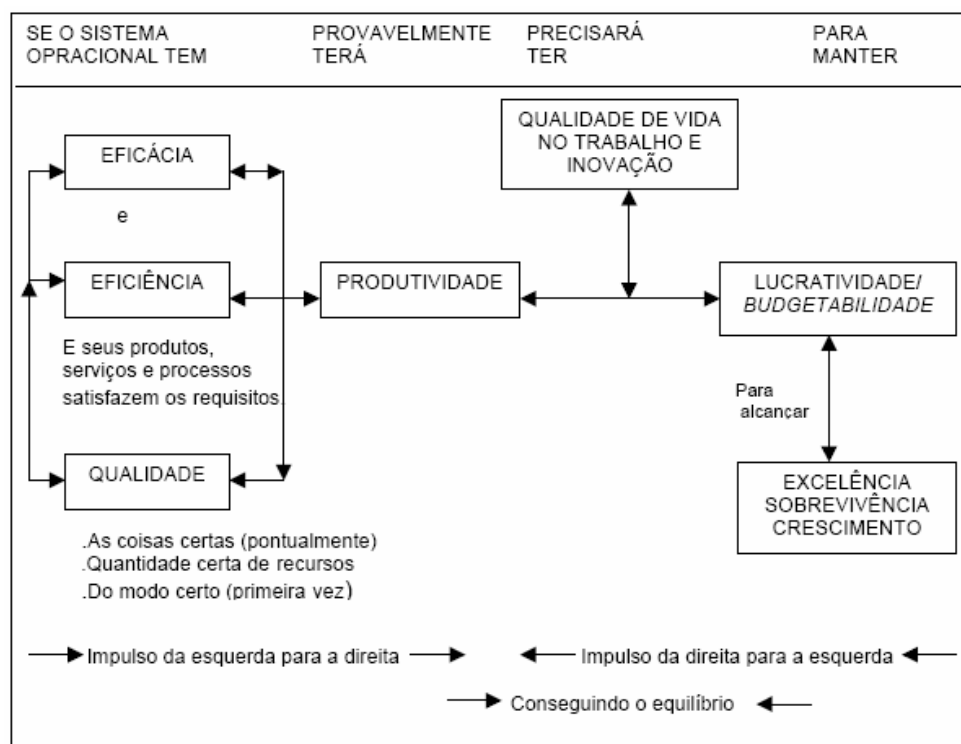 SE O SISTEMA
OPRACIONAL TEM
PROVAVELMENTE
TERÁ
PRECISARÁ
TER
PARA
MANTER
QUALIDADE DE VIDA
NO TRABALHO E
INOVAÇÃO
EFICÁCIA
e
EFICIÊNCIA
PRODUTIVIDADE
LUCRATIVIDADE/
BUDGETABILIDADE
E seus produtos,
serviços e processos
satisfazem os requisitos.
Para
alcançar
QUALIDADE
EXCELÊNCIA
SOBREVIVÊNCIA
CRESCIMENTO
.As coisas certas (pontualmente)
.Quantidade certa de recursos
.Do modo certo (primeira vez)
Impulso da esquerda para a direita
Impulso da direita para a esquerda
Conseguindo o equilíbrio